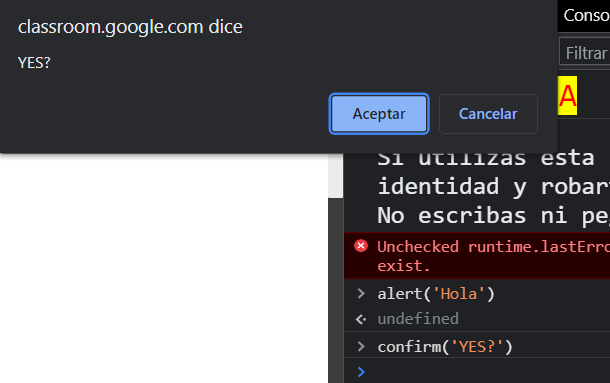 classroom.google.com dice
YES?
Aceptar
Cancelar
Conso
Filtrar
A
Si utilizas esta
identidad y robar
No escribas ni pe
Unchecked runtime.lastErro
exist.
alert('Hola')
undefined
confirm('YES?')